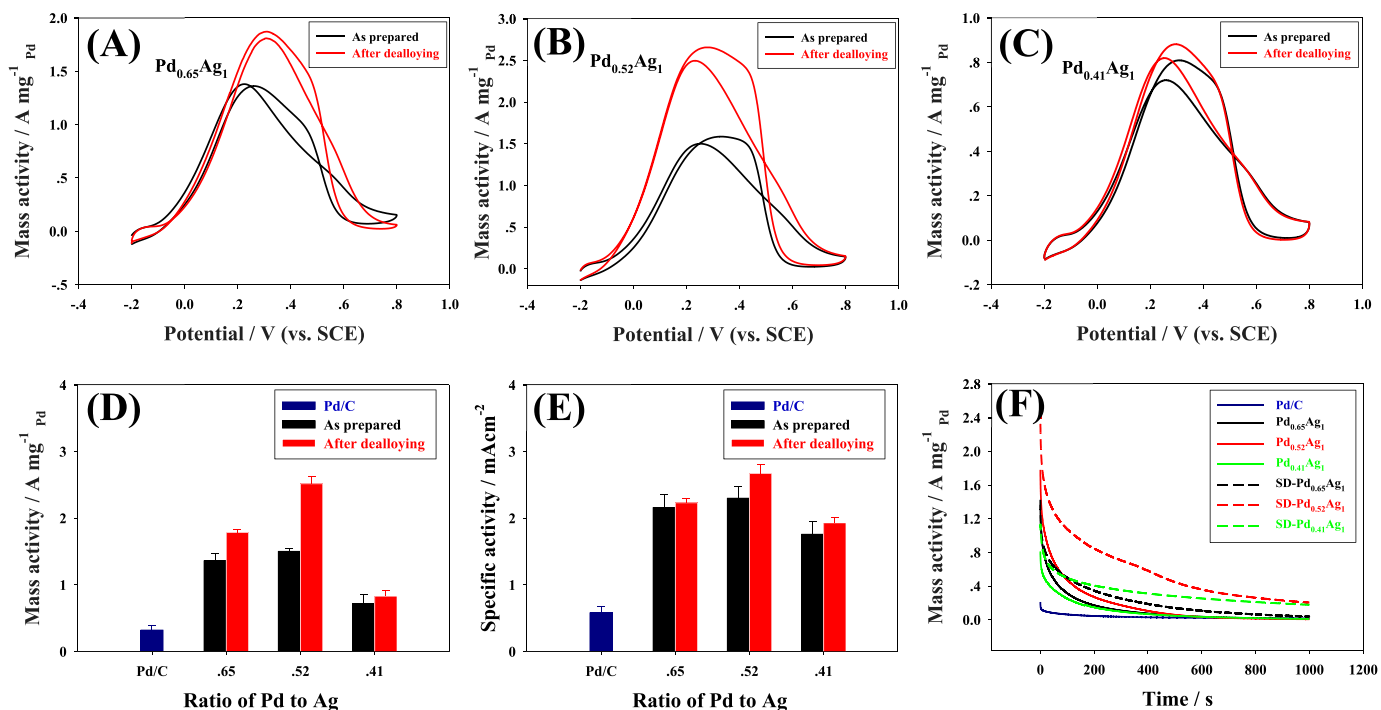 (A)
As prepared
After dealloying
Pd0.65Ag1
Mass activity / A mg-1 Pd
2.0
1.5
1.0
.5
0.0
-.5
-.4
-.2
0.0
.2
.4
.6
.8
1.0
Potential / V (vs. SCE)
(B)
As prepared
After dealloying
Pd0.52Ag1
Mass activity / A mg-1 Pd
3.0
2.5
2.0
1.5
1.0
.5
0.0
-.4
-.2
0.0
.2
.4
.6
.8
1.0
Potential / V (vs. SCE)
(C)
As prepared
After dealloying
Pd0.41Ag1
Mass activity / A mg-1 Pd
1.0
.8
.6
.4
.2
.0
-.2
-.4
-.2
0.0
.2
.4
.6
.8
1.0
Potential / V (vs. SCE)
(D)
Pd/C
As prepared
After dealloying
Mass activity / A mg-1 Pd
4
3
2
1
0
Pd/C
.65
.52
.41
Ratio of Pd to Ag
(E)
Pd/C
As prepared
After dealloying
Specific activity / mAcm-2
4
3
2
1
0
Pd/C
.65
.52
.41
Ratio of Pd to Ag
(F)
Pd/C
Pd0.65Ag1
Pd0.52Ag1
Pd0.41Ag1
SD-Pd0.65Ag1
SD-Pd0.52Ag1
SD-Pd0.41Ag1
Mass activity / A mg-1 Pd
2.8
2.4
2.0
1.6
1.2
.8
.4
0.0
0
200
400
600
800
1000
1200
Time / s